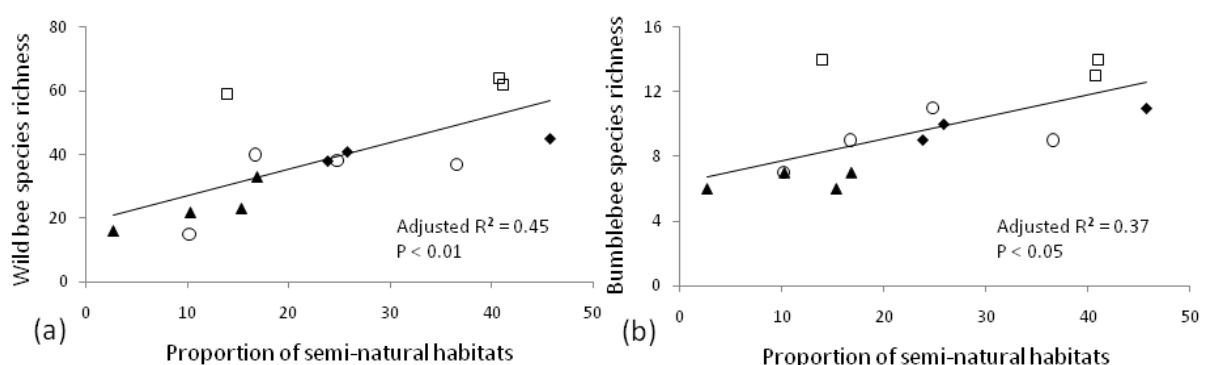 80
60
40
20
0
Wild bee species richness
Adjusted R² = 0.45
P < 0.01
0 10 20 30 40 50
(a)
Proportion of semi-natural habitats
16
12
8
4
0
Bumblebee species richness
Adjusted R² = 0.37
P < 0.05
0 10 20 30 40 50
(b)
Proportion of semi-natural habitats